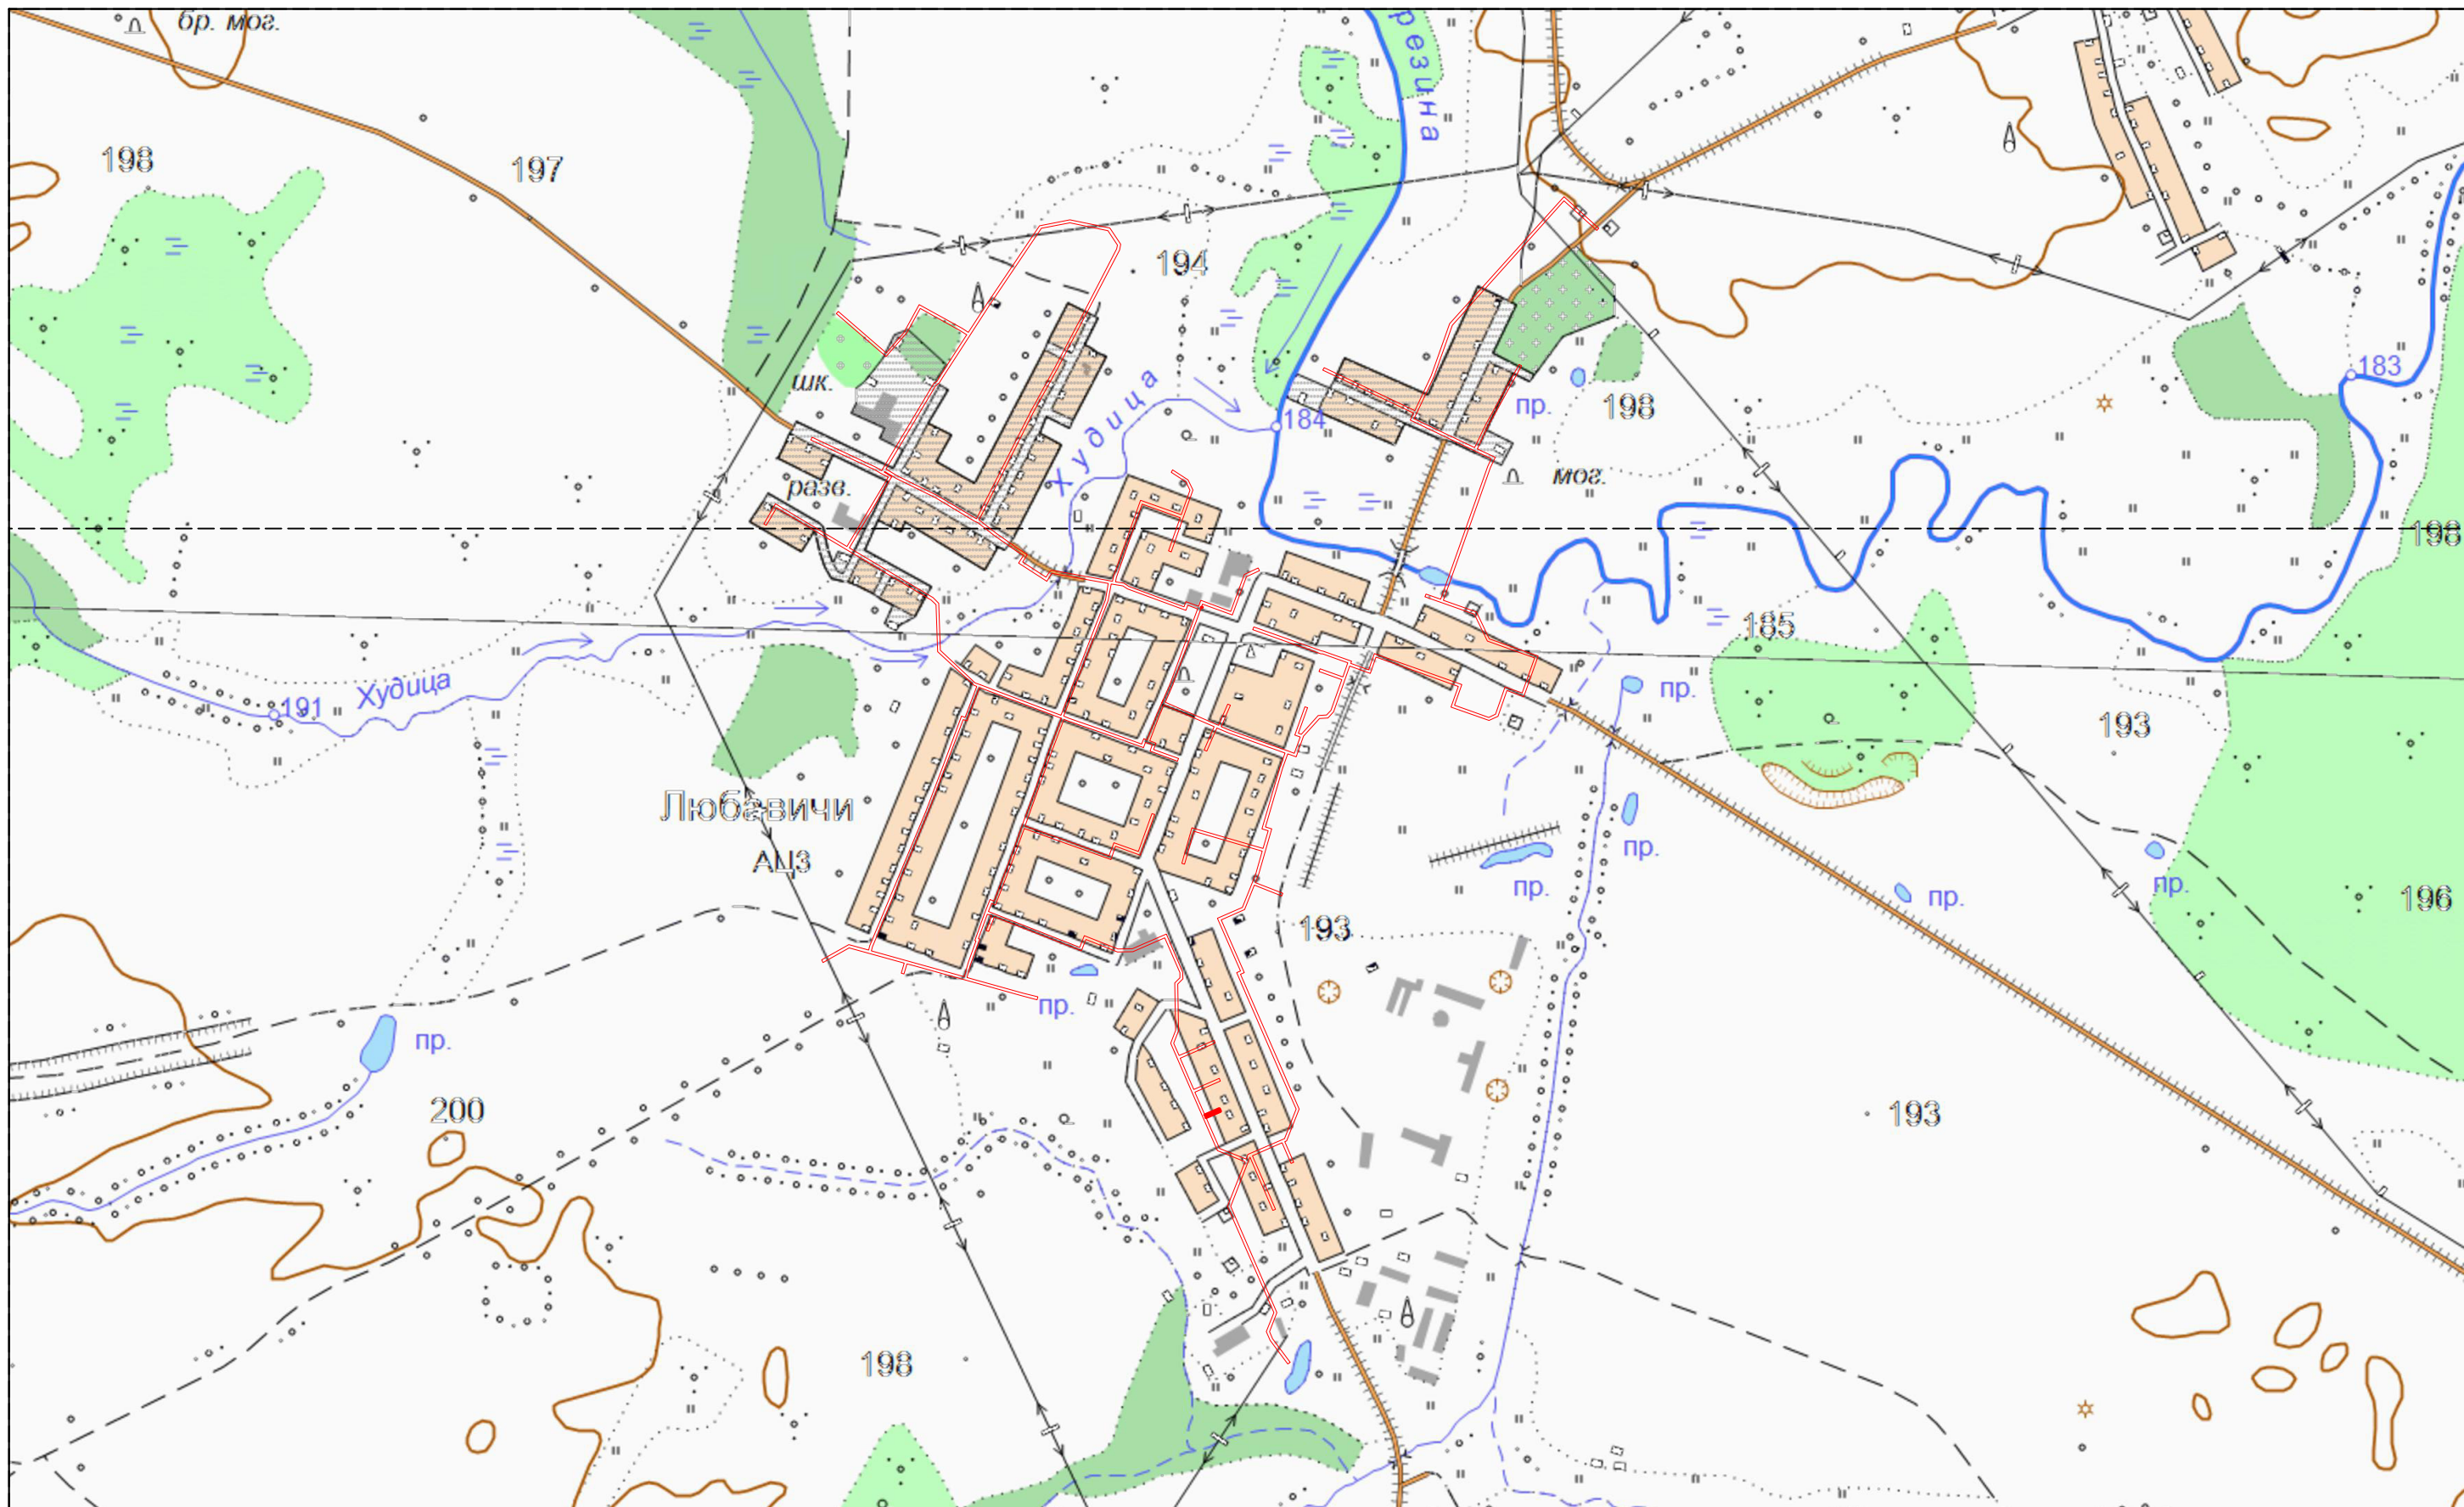 бр. мог.
резина
198
197
194
шк.
Худица
184
пр.
198
183
разв.
мог.
198
185
191
Худица
пр.
193
Любавичи
АЦЗ
пр.
пр.
пр.
пр.
196
193
пр.
пр.
200
193
198